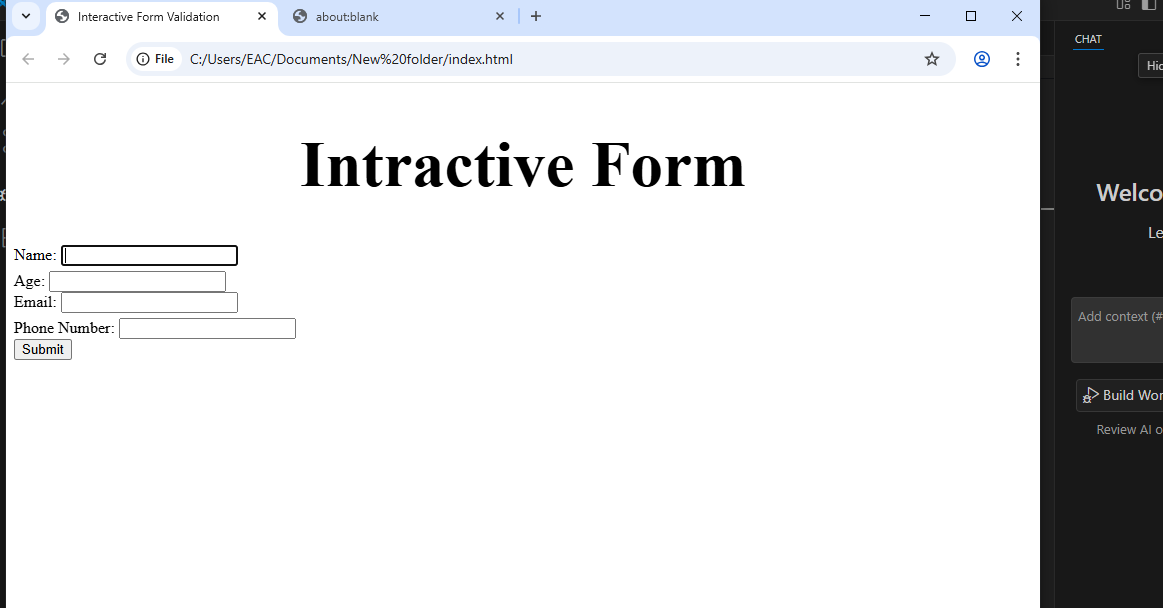 Interactive Form Validation
about:blank
File C:/Users/EAC/Documents/New%20folder/index.html
CHAT
Hid
Intractive Form
Welco
Le
Name:
Age:
Email:
Phone Number:
Submit
Add context (#
Build Wor
Review AI o